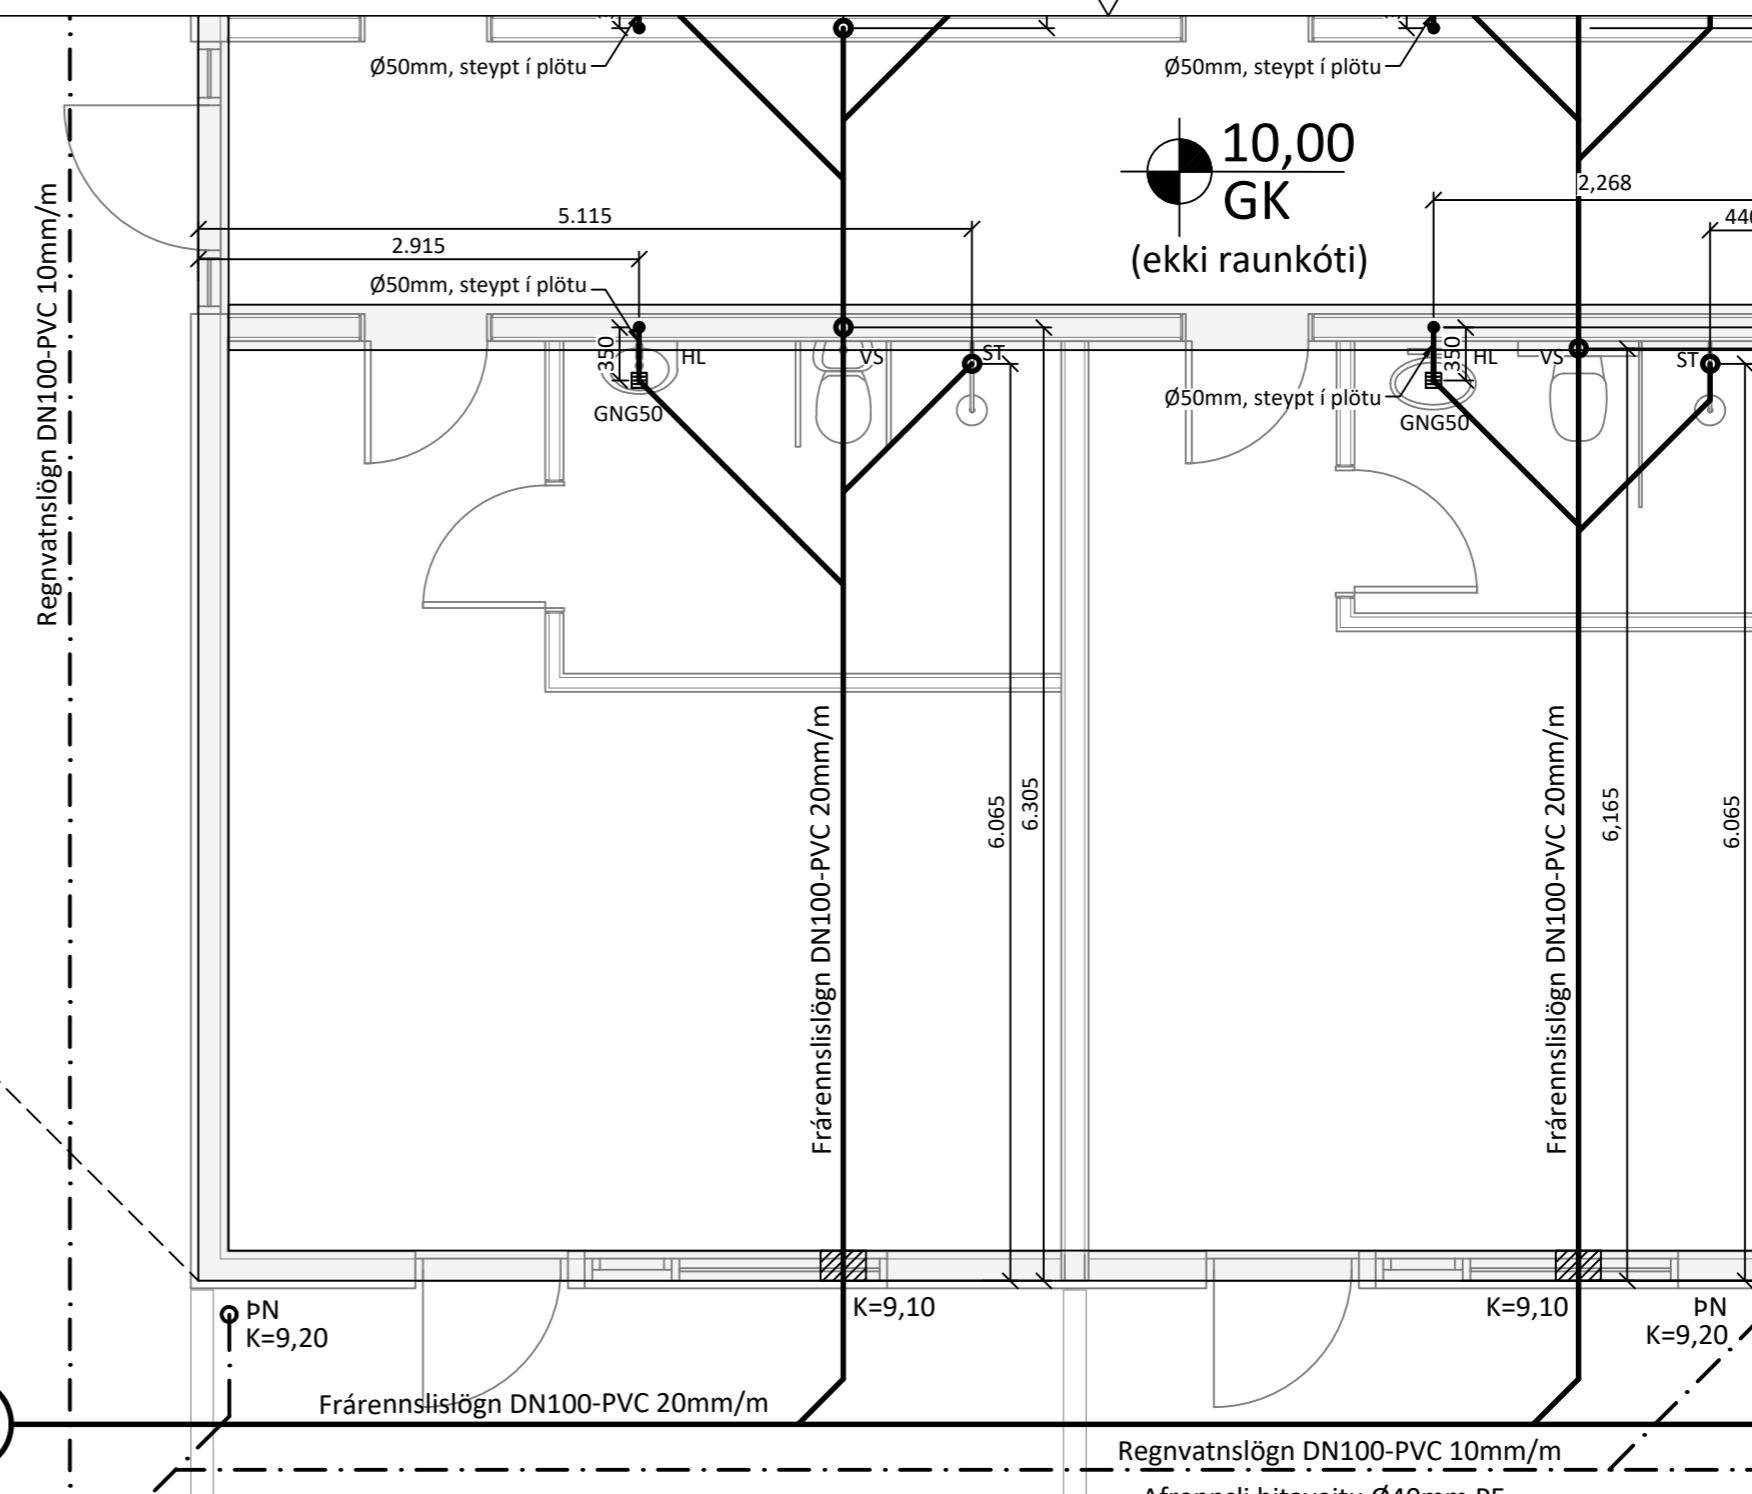 Ø50mm, steypt í plötu
Ø50mm, steypt í plötu
10,00
GK
(ekki raunkóti)
2,268
5.115
2.915
Ø50mm, steypt í plötu
Regnvatnslögn DN100-PVC 10mm/m
350
HL
VS
ST
GNG50
350
HL
VS
ST
Ø50mm, steypt í plötu
GNG50
Frárennslislögn DN100-PVC 20mm/m
6.065
6.305
Frárennslislögn DN100-PVC 20mm/m
6,165
6.065
ÞN
K=9,20
K=9,10
K=9,10
ÞN
K=9,20
Frárennslislögn DN100-PVC 20mm/m
Regnvatnslögn DN100-PVC 10mm/m